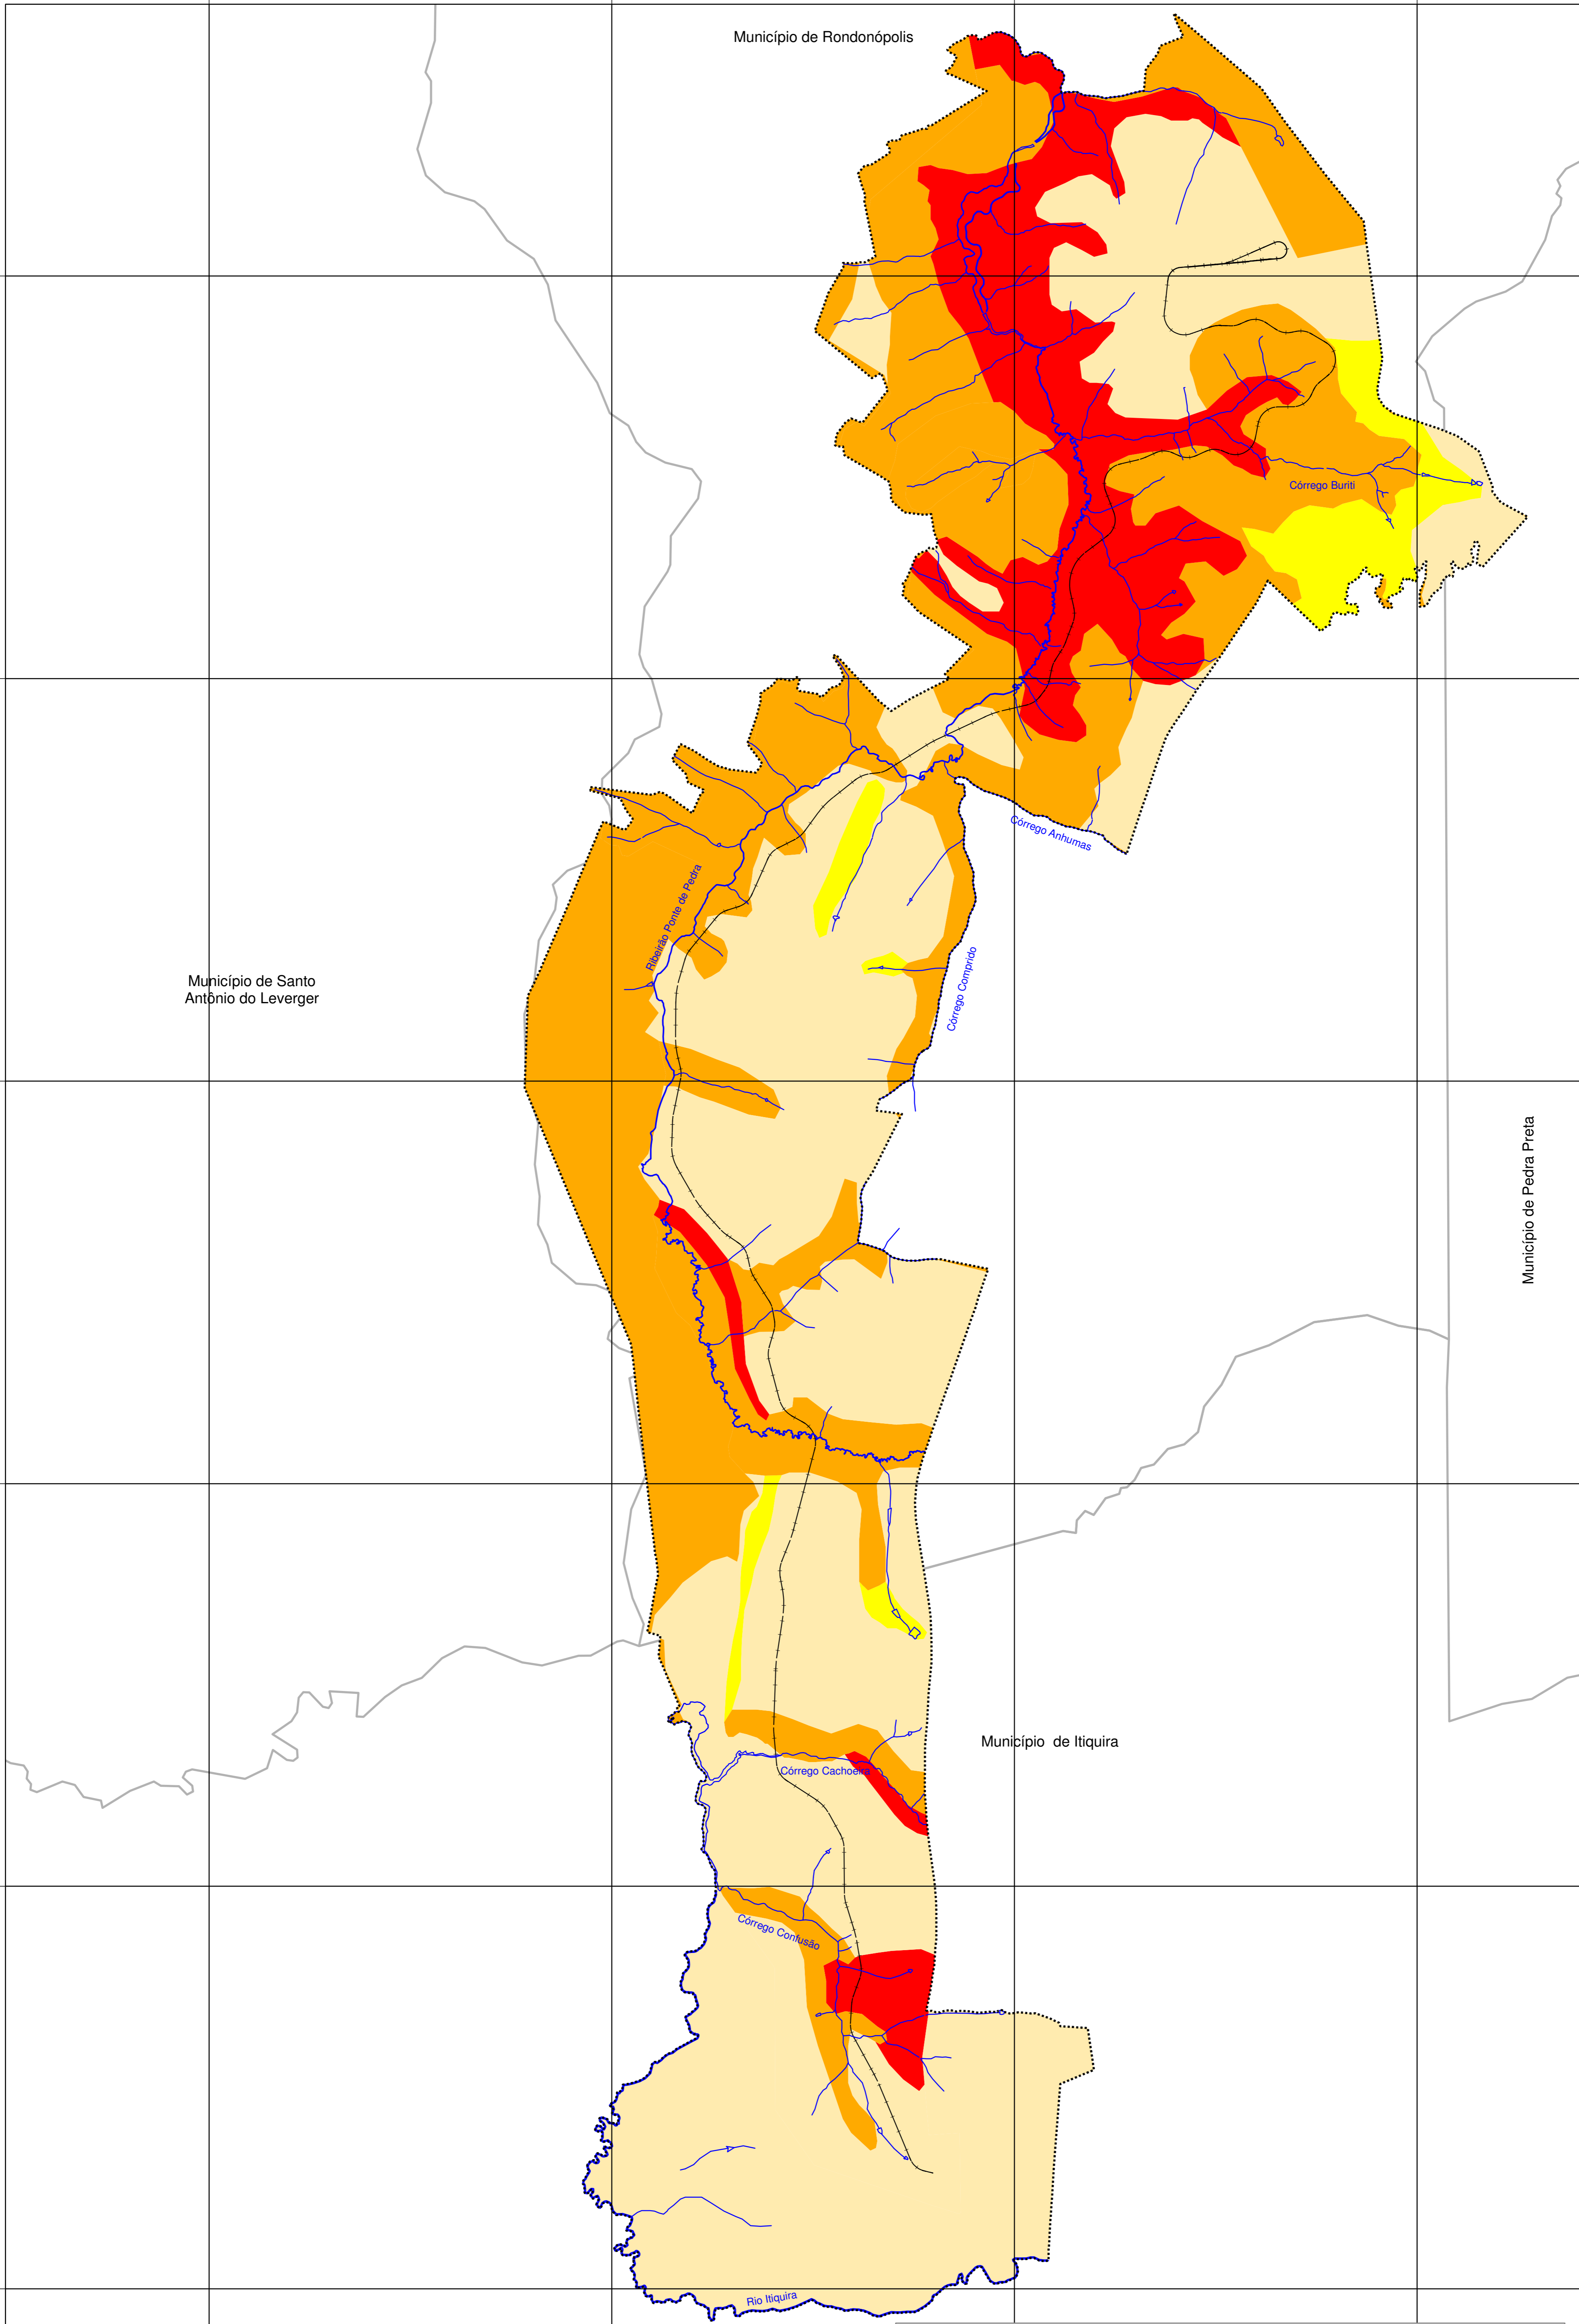 Município de Rondonópolis
Córrego Buriti
Córrego Anhumas
Ribeirão Ponte de Pedra
Córrego Comprido
Município de Santo
Antônio do Leverger
Município de Pedra Preta
Município de Itiquira
Córrego Cachoeira
Córrego Confusão
Rio Itiquira